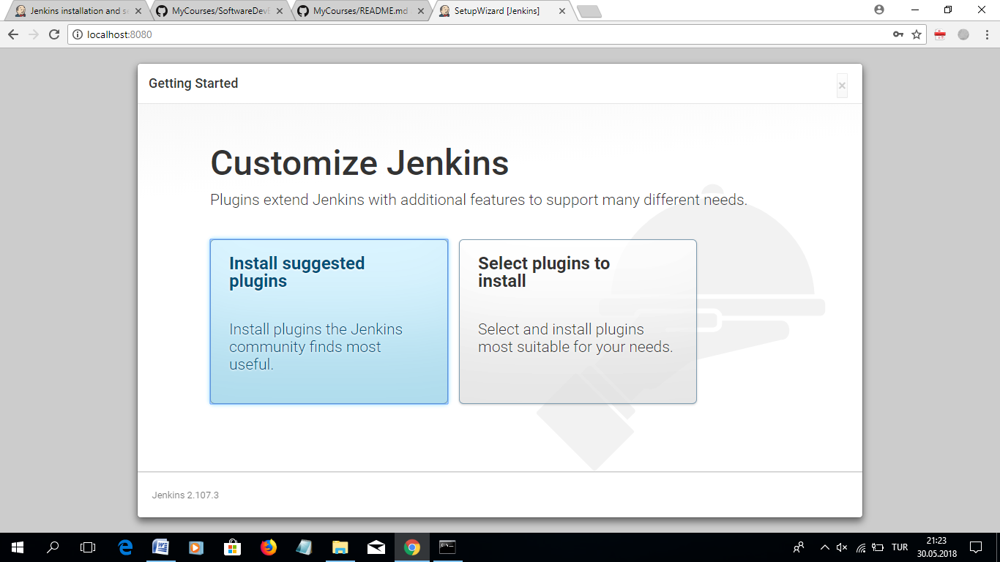 Jenkins installation and se
MyCourses/SoftwareDevE
MyCourses/README.md
SetupWizard [Jenkins]
localhost:8080
Getting Started
×
Customize Jenkins
Plugins extend Jenkins with additional features to support many different needs.
Install suggested
plugins
Install plugins the Jenkins
community finds most
useful.
Select plugins to
install
Select and install plugins
most suitable for your needs.
Jenkins 2.107.3
TUR
21:23
30.05.2018